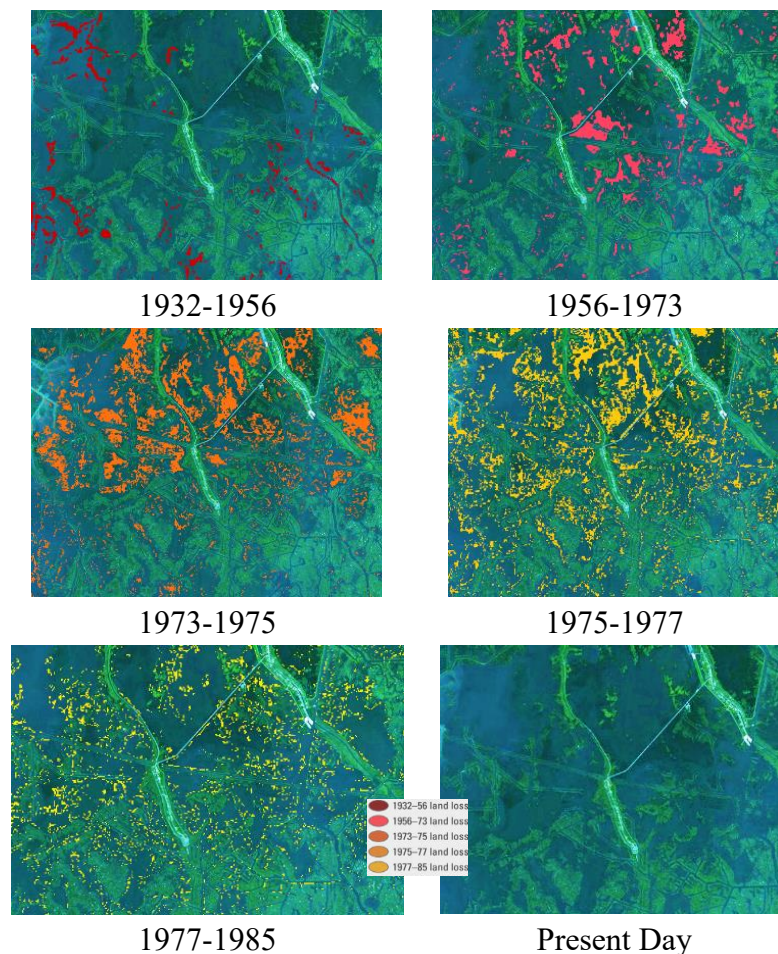 1932-1956
1956-1973
1973-1975
1975-1977
1932–56 land loss
1956–73 land loss
1973–75 land loss
1975–77 land loss
1977–85 land loss
1977-1985
Present Day